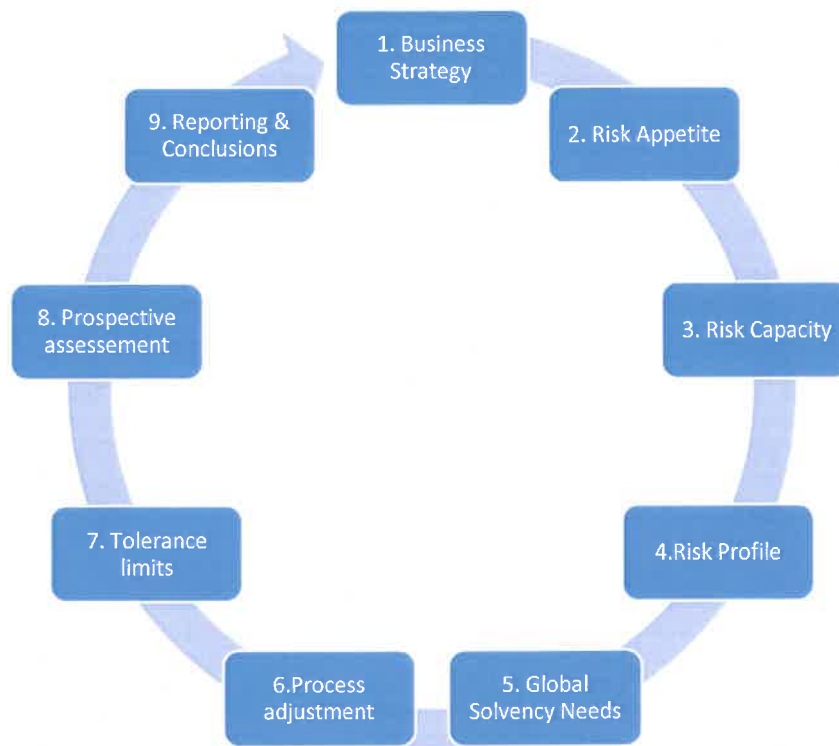 1. Business
Strategy
2. Risk Appetite
3. Risk Capacity
4.Risk Profile
5. Global
Solvency Needs
6.Process
adjustment
7. Tolerance
limits
8. Prospective
assessement
9. Reporting &
Conclusions